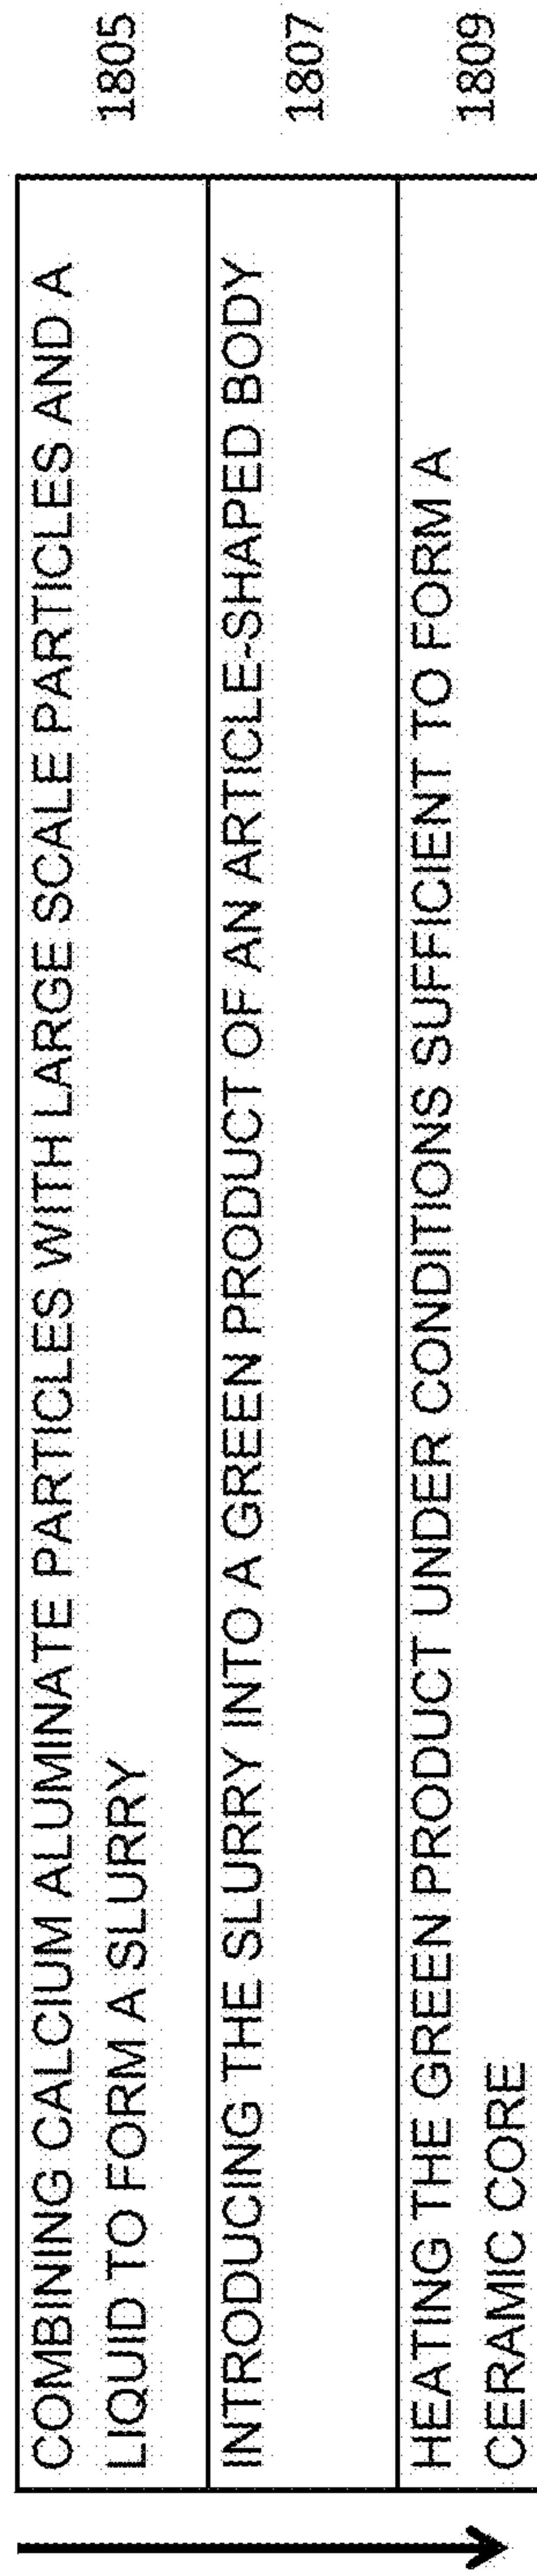 COMBINING CALCIUM ALUMINATE PARTICLES WITH LARGE SCALE PARTICLES AND A
LIQUID TO FORM A SLURRY
1805
INTRODUCING THE SLURRY INTO A GREEN PRODUCT OF AN ARTICLE-SHAPED BODY
1807
HEATING THE GREEN PRODUCT UNDER CONDITIONS SUFFICIENT TO FORM A
CERAMIC CORE
1809